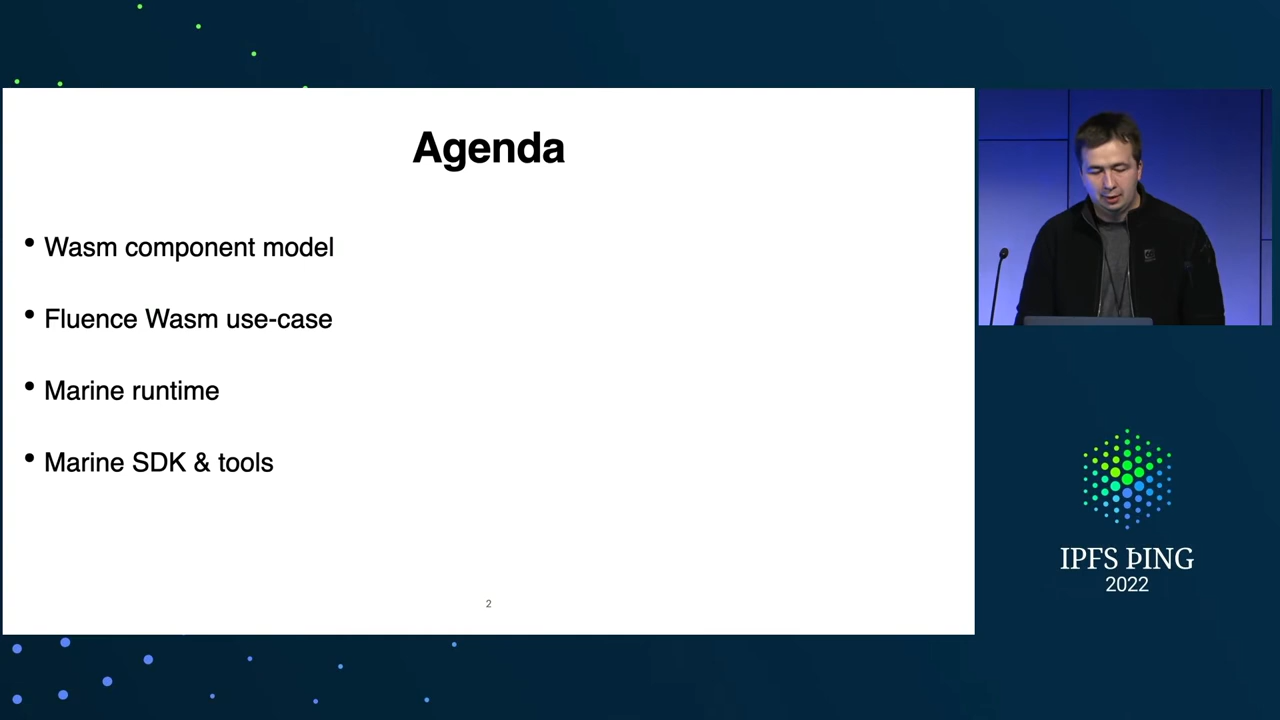 Agenda
• Wasm component model
• Fluence Wasm use-case
• Marine runtime
• Marine SDK & tools
2
IPFS ÞING
2022